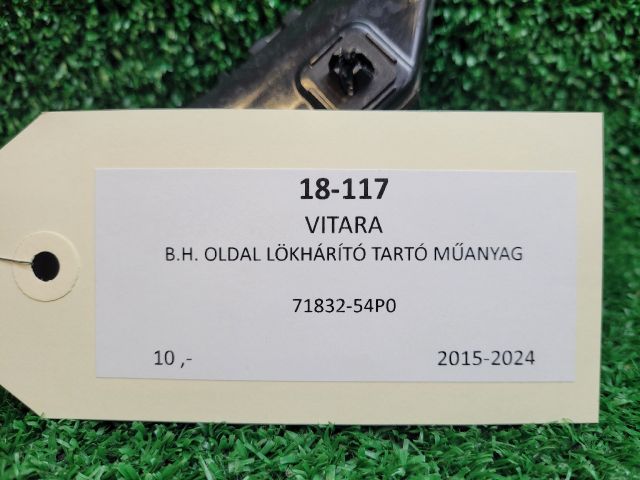 18-117
VITARA
B.H. OLDAL LÖKHÁRÍTÓ TARTÓ MŰANYAG
71832-54P0
10 ,- 2015-2024